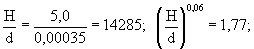 H/d = 5,0/0,00035 = 14285; (H/d)^0,06 = 1,77;